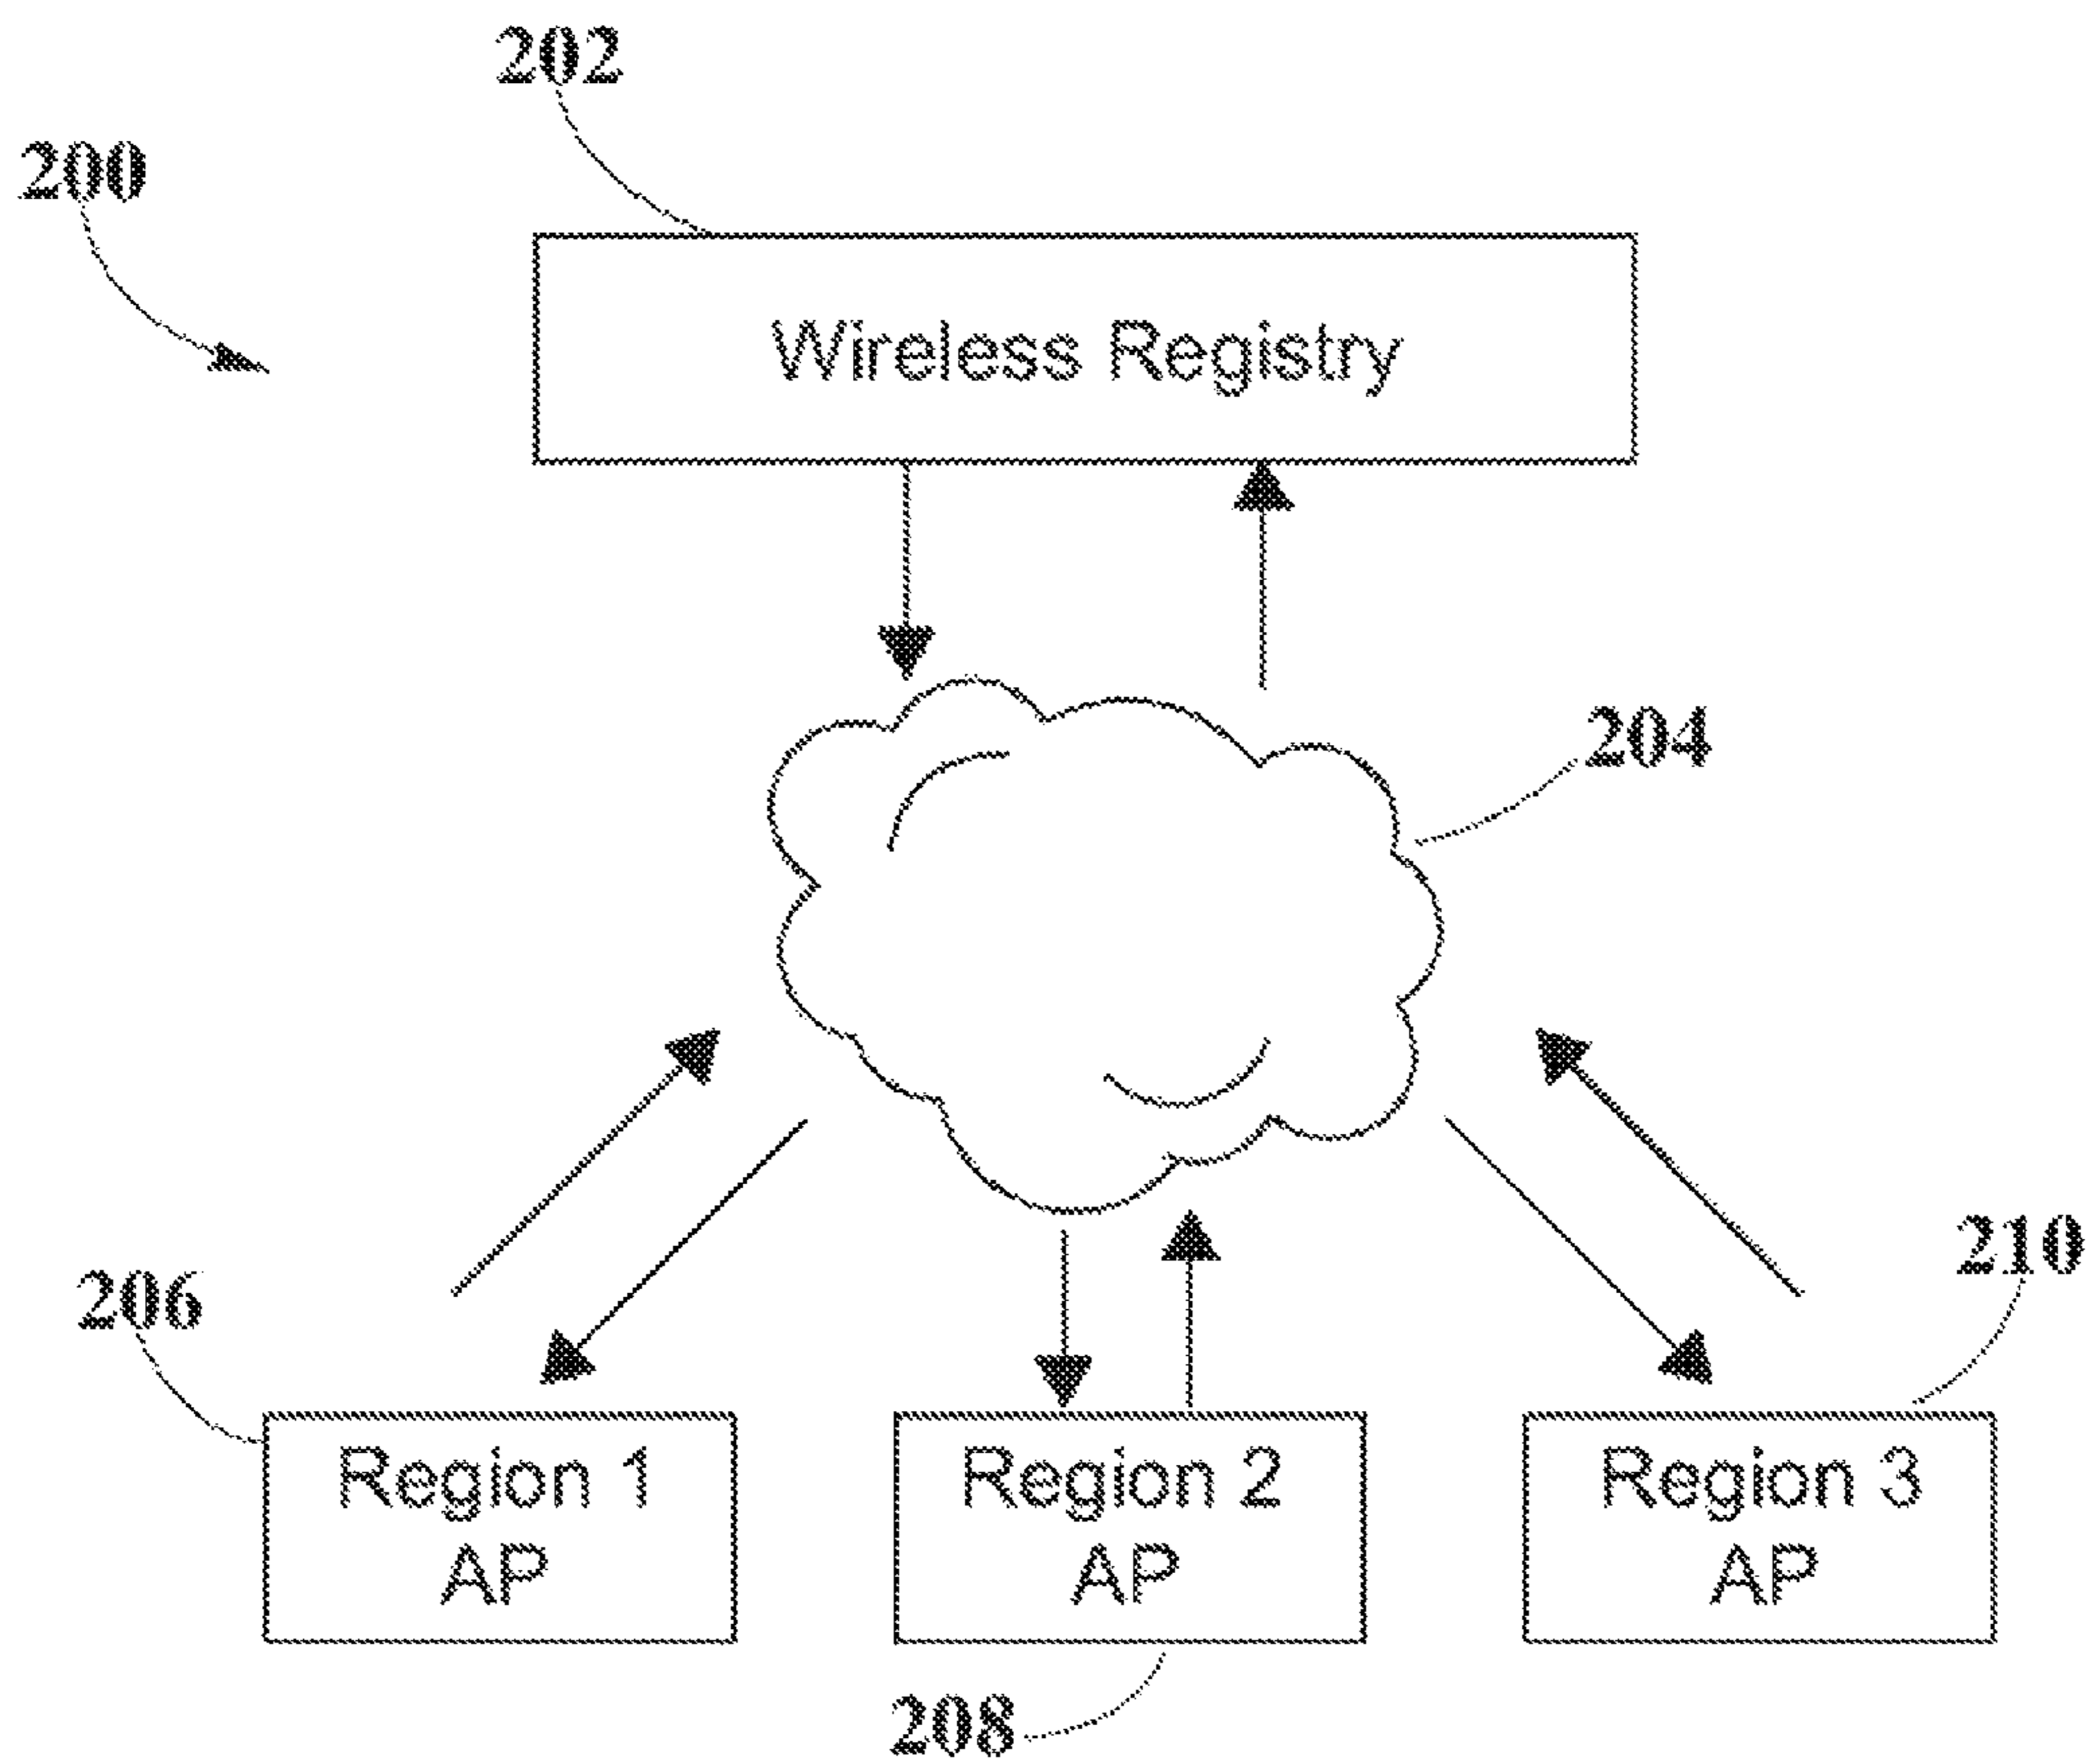 202
200
Wireless Registry
204
210
206
Region 1
AP
Region 2
AP
Region 3
AP
208